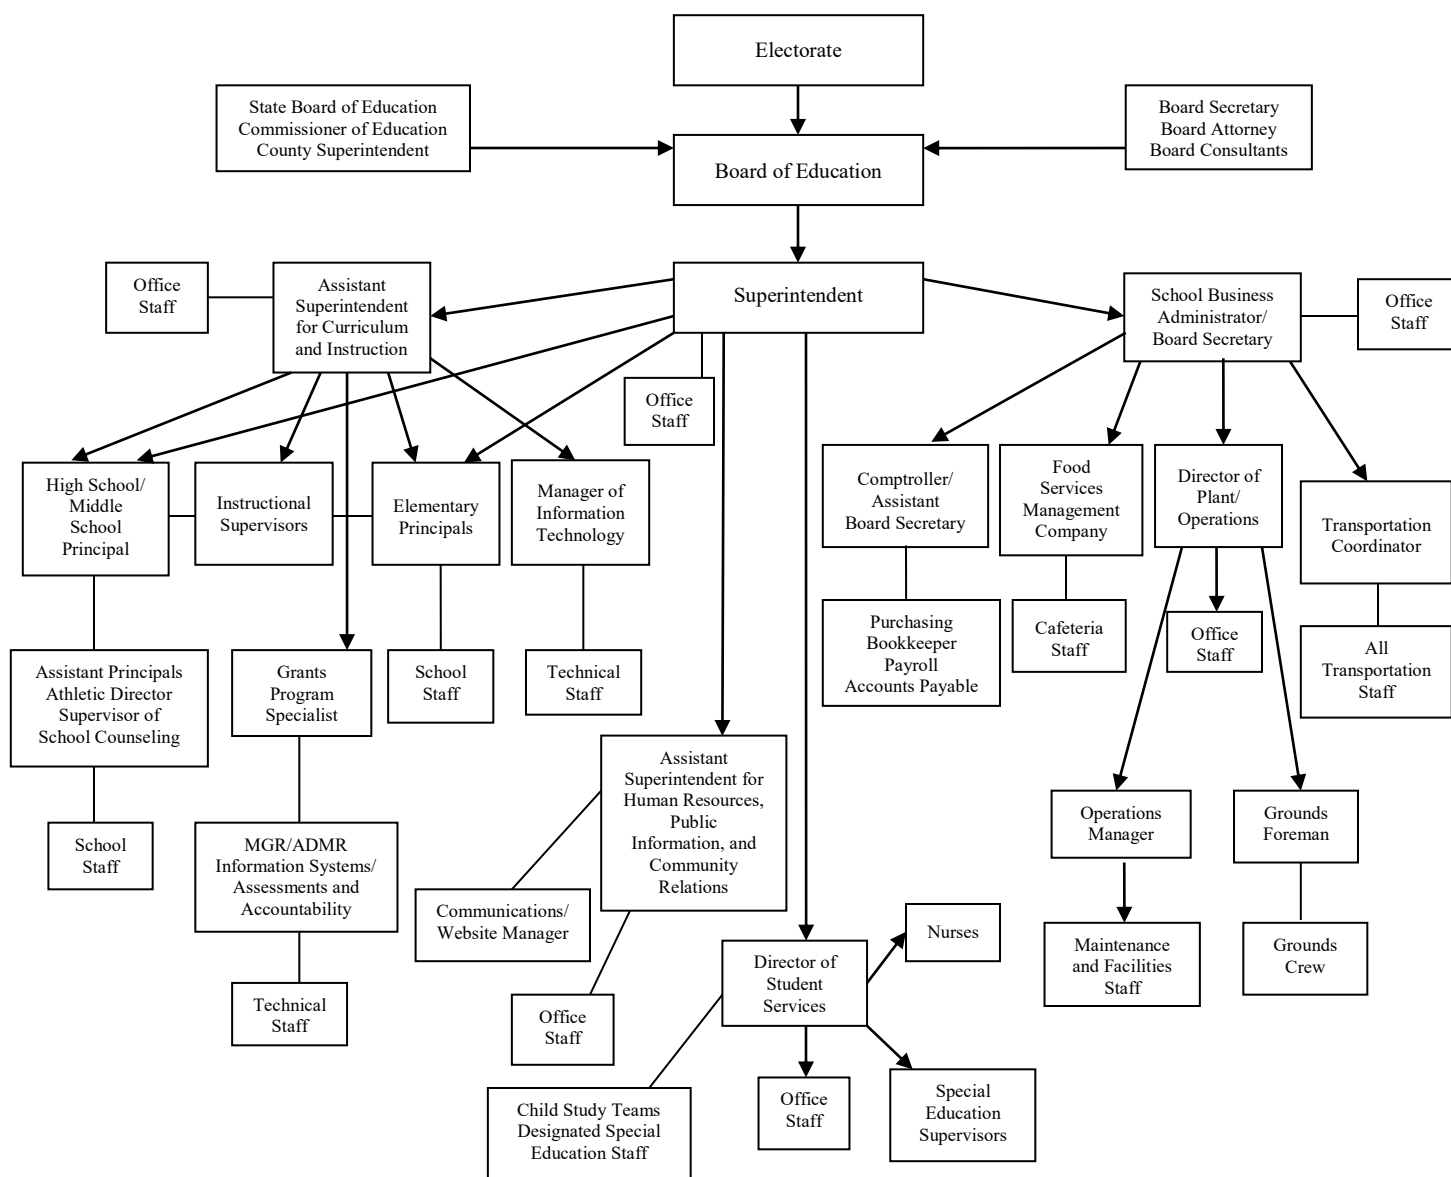 Electorate
State Board of Education
Commissioner of Education
County Superintendent
Board Secretary
Board Attorney
Board Consultants
Board of Education
Office
Staff
Assistant
Superintendent
for Curriculum
and Instruction
Superintendent
School Business
Administrator/
Board Secretary
Office
Staff
Office
Staff
High School/
Middle
School
Principal
Instructional
Supervisors
Elementary
Principals
Manager of
Information
Technology
Comptroller/
Assistant
Board Secretary
Food
Services
Management
Company
Director of
Plant/
Operations
Transportation
Coordinator
Assistant Principals
Athletic Director
Supervisor of
School Counseling
Grants
Program
Specialist
School
Staff
Technical
Staff
Purchasing
Bookkeeper
Payroll
Accounts Payable
Cafeteria
Staff
Office
Staff
All
Transportation
Staff
School
Staff
MGR/ADMR
Information Systems/
Assessments and
Accountability
Assistant
Superintendent for
Human Resources,
Public
Information, and
Community
Relations
Operations
Manager
Grounds
Foreman
Communications/
Website Manager
Nurses
Technical
Staff
Office
Staff
Director of
Student
Services
Maintenance
and Facilities
Staff
Grounds
Crew
Child Study Teams
Designated Special
Education Staff
Office
Staff
Special
Education
Supervisors